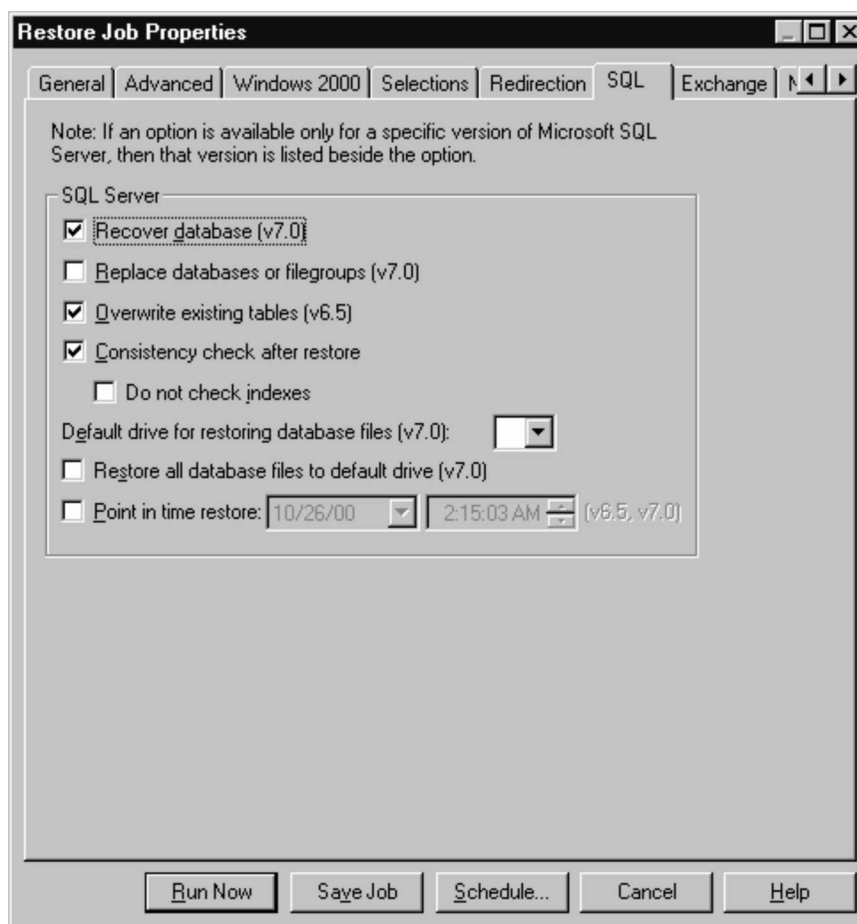 Restore Job Properties
General Advanced Windows 2000 Selections Redirection SQL Exchange
Note: If an option is available only for a specific version of Microsoft SQL
Server, then that version is listed beside the option.
SQL Server
Recover database (v7.0)
Replace databases or filegroups (v7.0)
Overwrite existing tables (v6.5)
Consistency check after restore
Do not check indexes
Default drive for restoring database files (v7.0):
Restore all database files to default drive (v7.0)
Point in time restore: 10/26/00 2:15:03 AM (v6.5, v7.0)
Run Now Save Job Schedule... Cancel Help